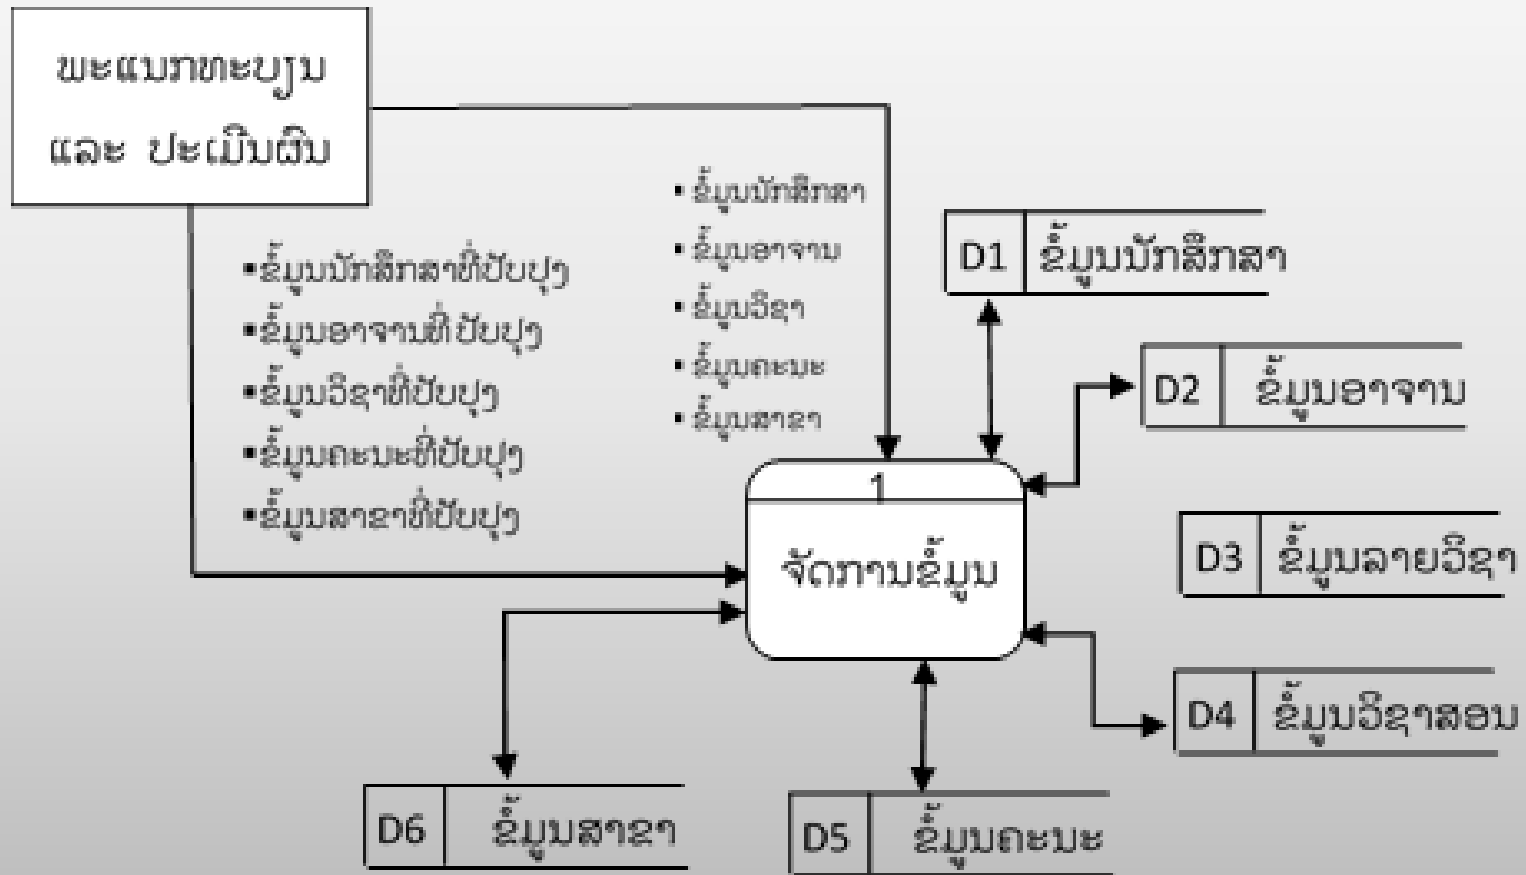 ພະແນກທະບຽນ
ແລະ ປະເມີນຜົນ
▪ ຂໍ້ມູນນັກສຶກສາ
▪ ຂໍ້ມູນອາຈານ
▪ ຂໍ້ມູນວິຊາ
▪ ຂໍ້ມູນຄະນະ
▪ ຂໍ້ມູນສາຂາ
▪ຂໍ້ມູນນັກສຶກສາທີ່ປັບປຸງ
▪ຂໍ້ມູນອາຈານທີ່ປັບປຸງ
▪ຂໍ້ມູນວິຊາທີ່ປັບປຸງ
▪ຂໍ້ມູນຄະນະທີ່ປັບປຸງ
▪ຂໍ້ມູນສາຂາທີ່ປັບປຸງ
D1 ຂໍ້ມູນນັກສຶກສາ
D2 ຂໍ້ມູນອາຈານ
1
ຈັດການຂໍ້ມູນ
D3 ຂໍ້ມູນລາຍວິຊາ
D4 ຂໍ້ມູນວິຊາສອນ
D6 ຂໍ້ມູນສາຂາ
D5 ຂໍ້ມູນຄະນະ